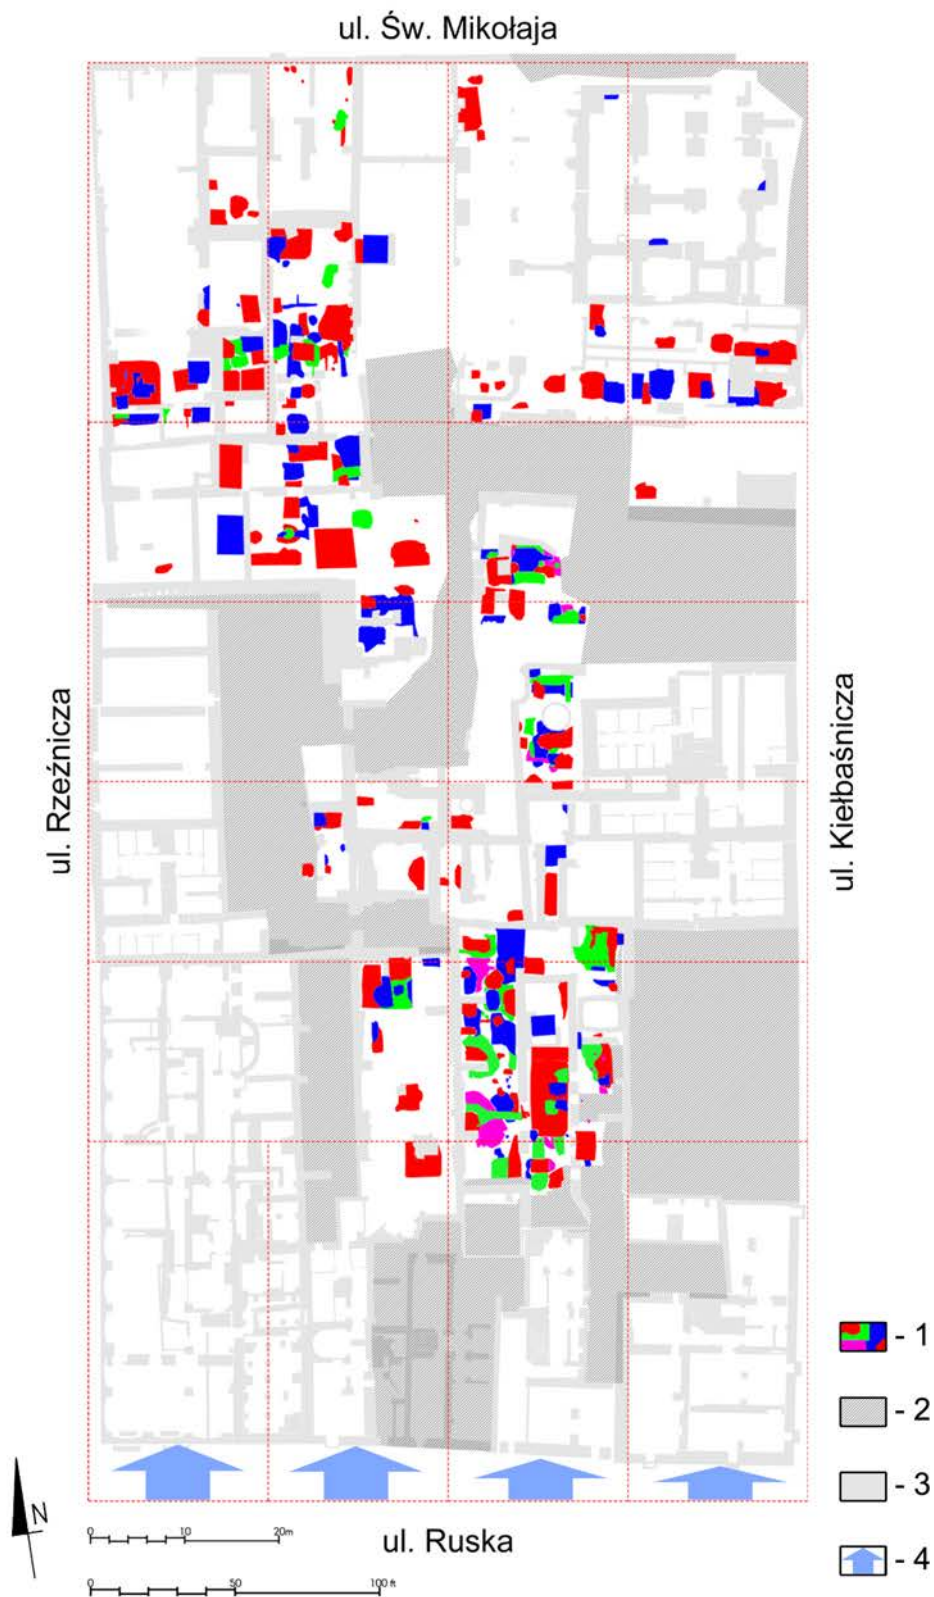 ul. Św. Mikołaja
ul. Rzeźnicza
ul. Kiełbaśnicza
- 1
- 2
- 3
- 4
N
0 10 20m
ul. Ruska
0 50 100 ft